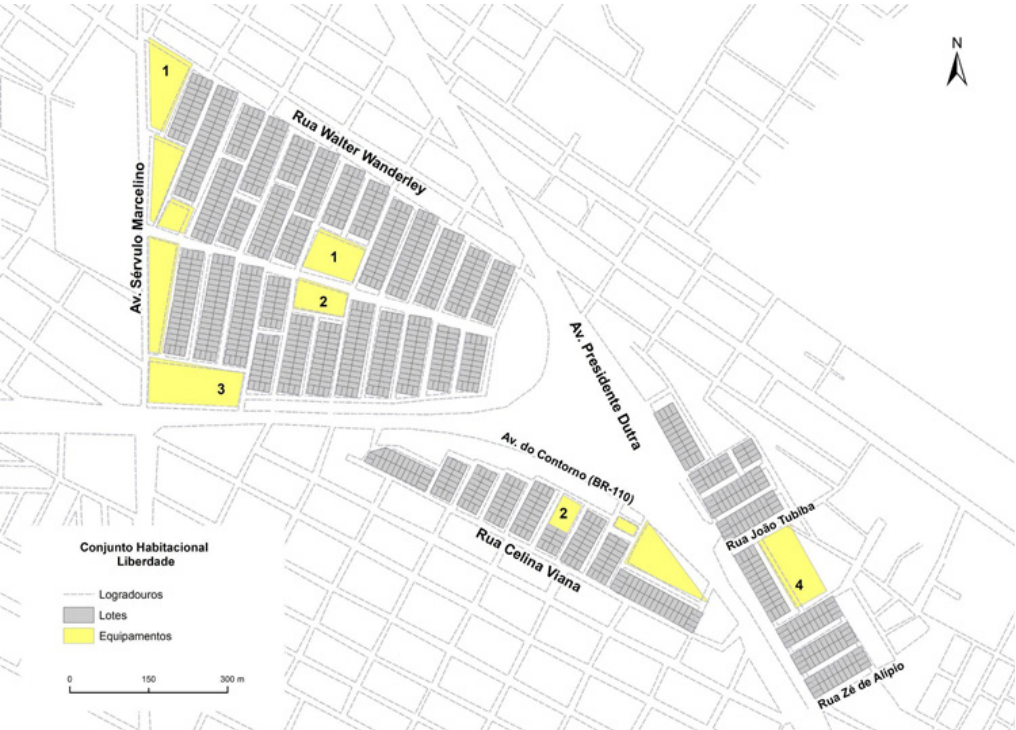 N
1
Rua Walter Wanderley
Av. Sérvulo Marcelino
1
2
3
Av. Presidente Dutra
Av. do Contorno (BR-110)
2
Rua Celina Viana
Rua João Tubiba
4
Rua Zé de Alípio
Conjunto Habitacional
Liberdade
Logradouros
Lotes
Equipamentos
0 150 300 m